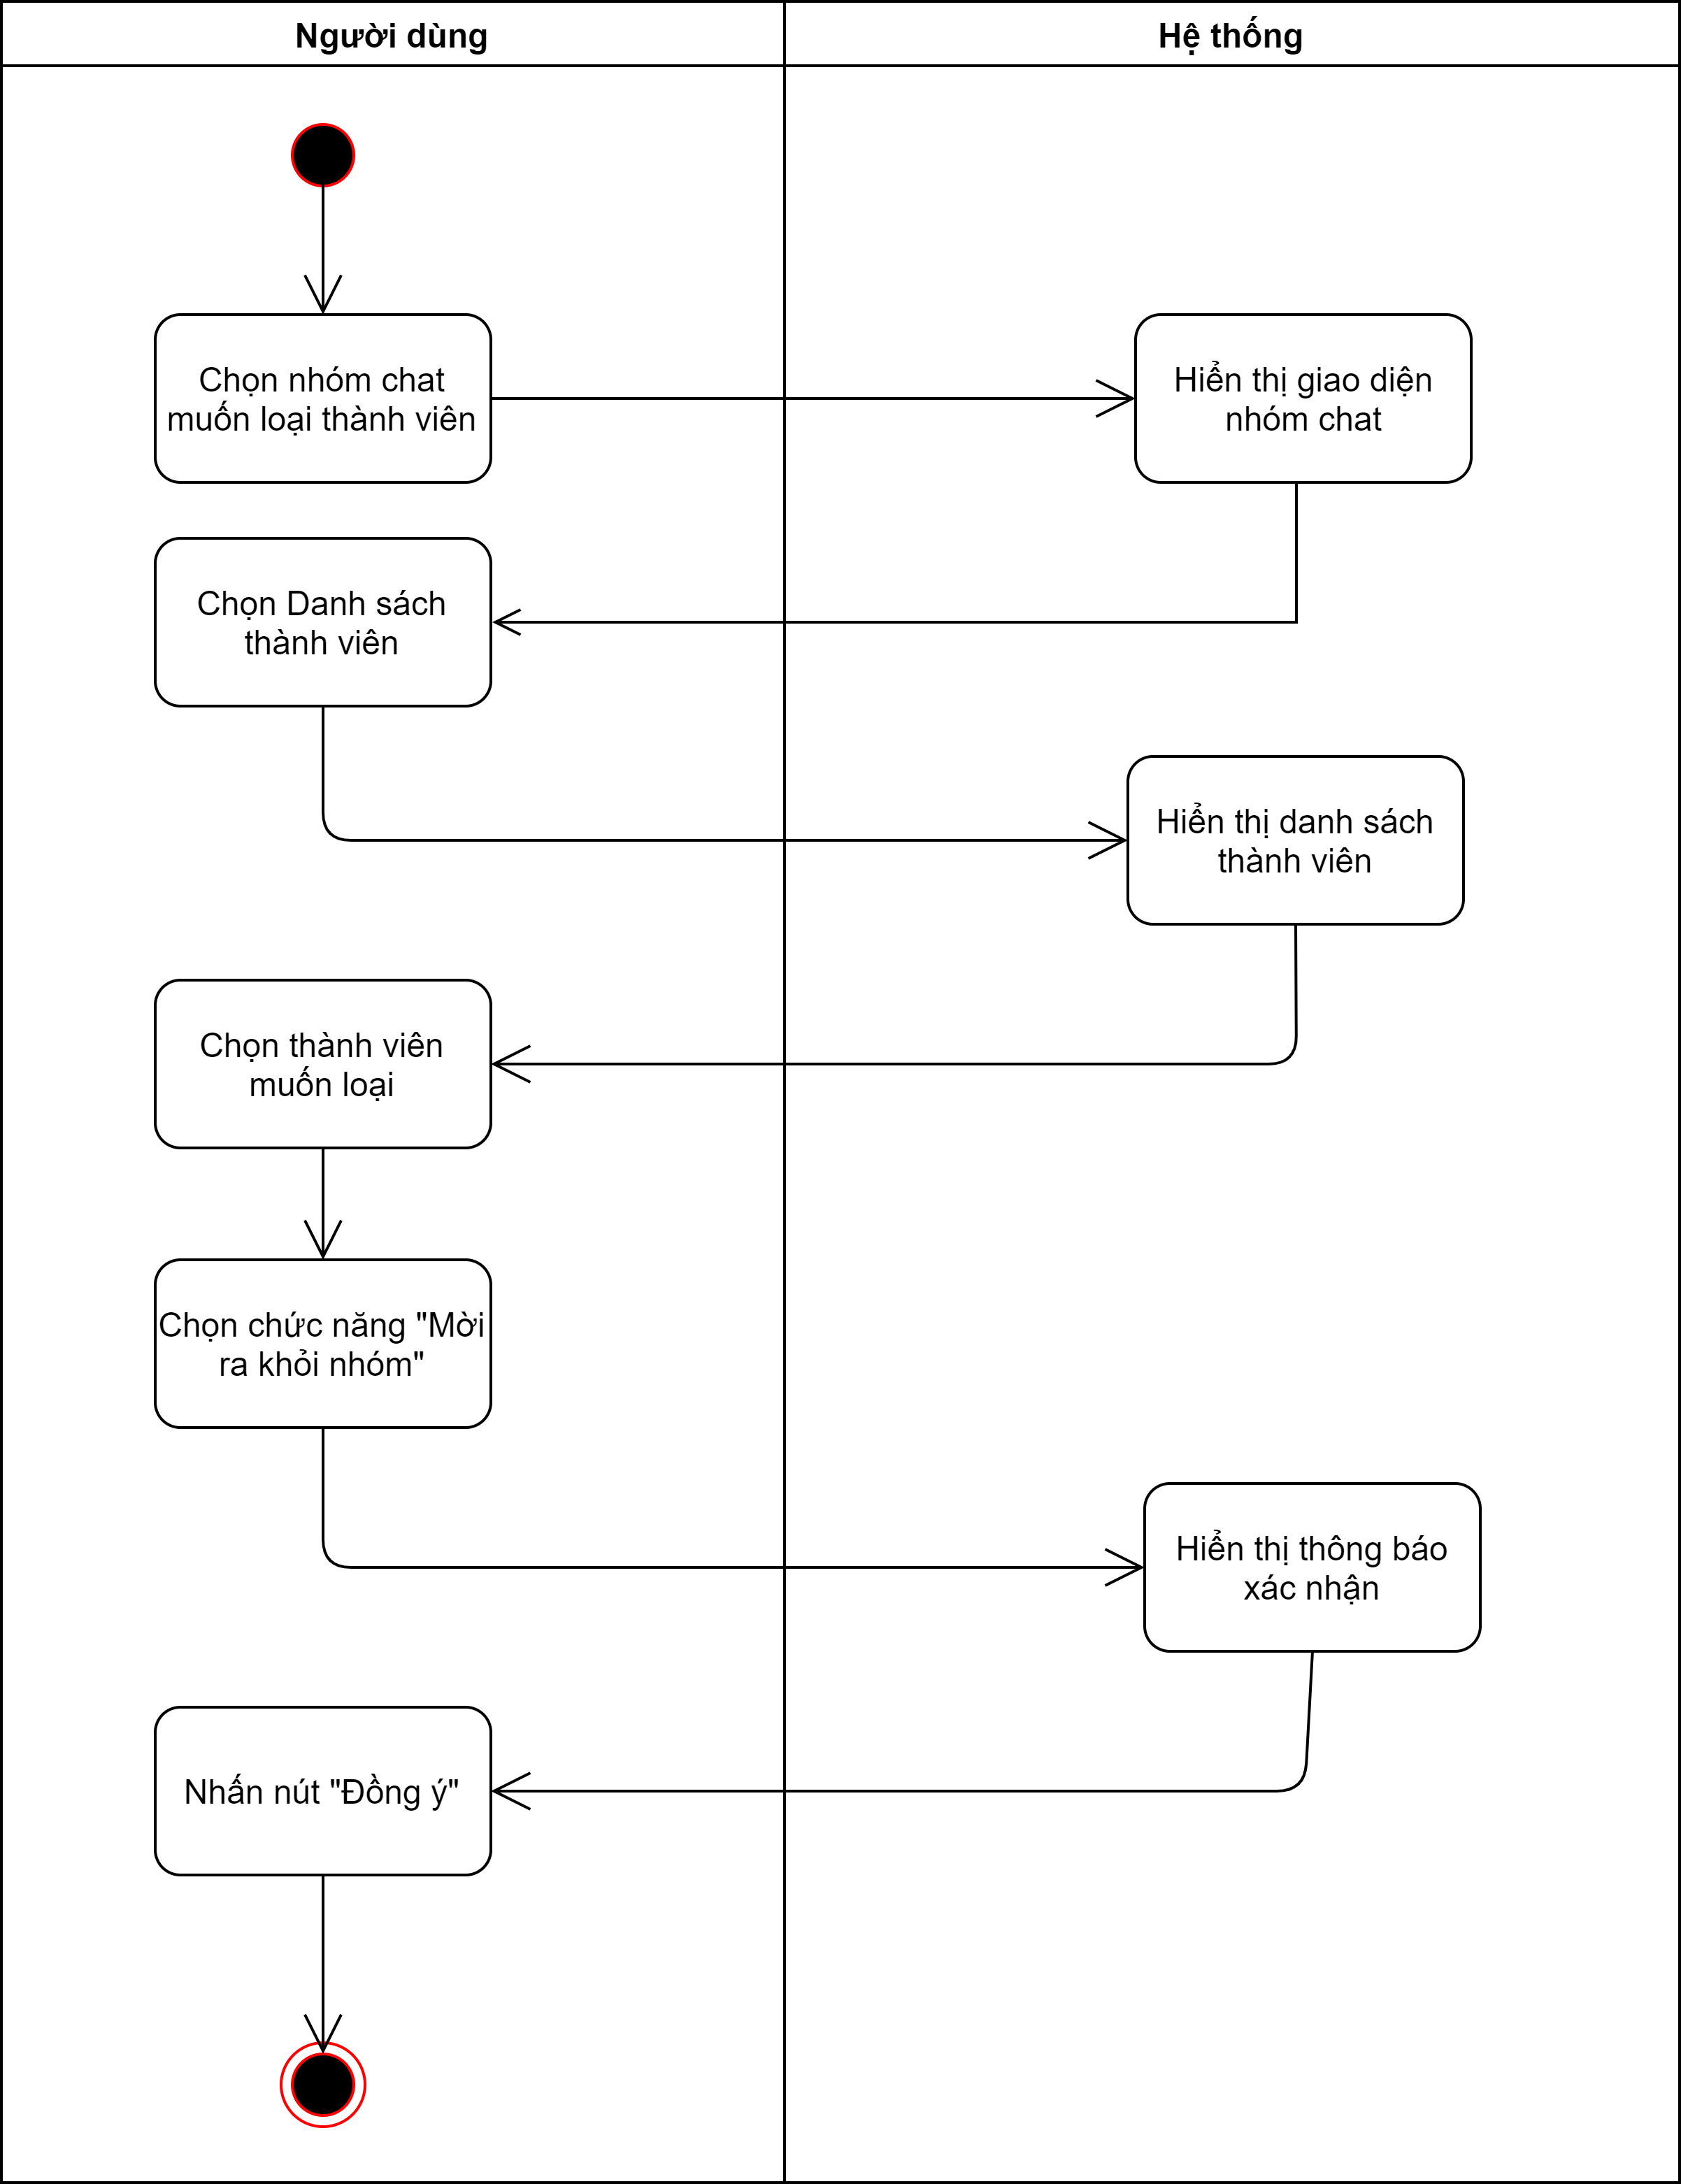 Người dùng
Hệ thống
Chọn nhóm chat
muốn loại thành viên
Hiển thị giao diện
nhóm chat
Chọn Danh sách
thành viên
Hiển thị danh sách
thành viên
Chọn thành viên
muốn loại
Chọn chức năng "Mời
ra khỏi nhóm"
Hiển thị thông báo
xác nhận
Nhấn nút "Đồng ý"